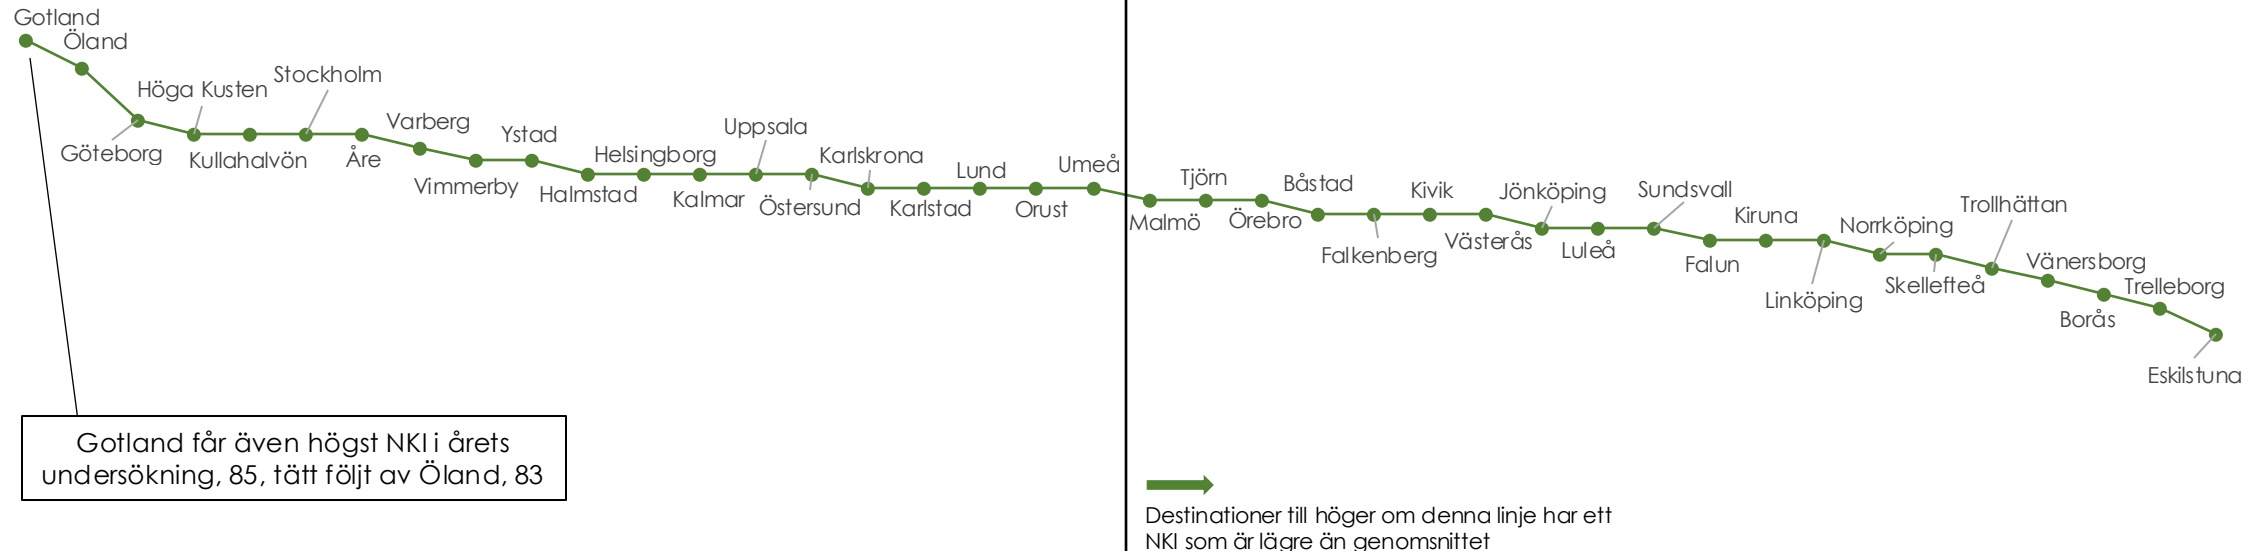 Gotland
Öland
Göteborg
Höga Kusten
Kullahalvön
Stockholm
Åre
Varberg
Vimmerby
Ystad
Halmstad
Helsingborg
Kalmar
Uppsala
Östersund
Karlskrona
Karlstad
Lund
Orust
Umeå
Malmö
Tjörn
Örebro
Båstad
Falkenberg
Kivik
Västerås
Jönköping
Luleå
Sundsvall
Falun
Kiruna
Linköping
Norrköping
Skellefteå
Trollhättan
Vänersborg
Borås
Trelleborg
Eskilstuna
Gotland får även högst NKI i årets
undersökning, 85, tätt följt av Öland, 83
Destinationer till höger om denna linje har ett
NKI som är lägre än genomsnittet